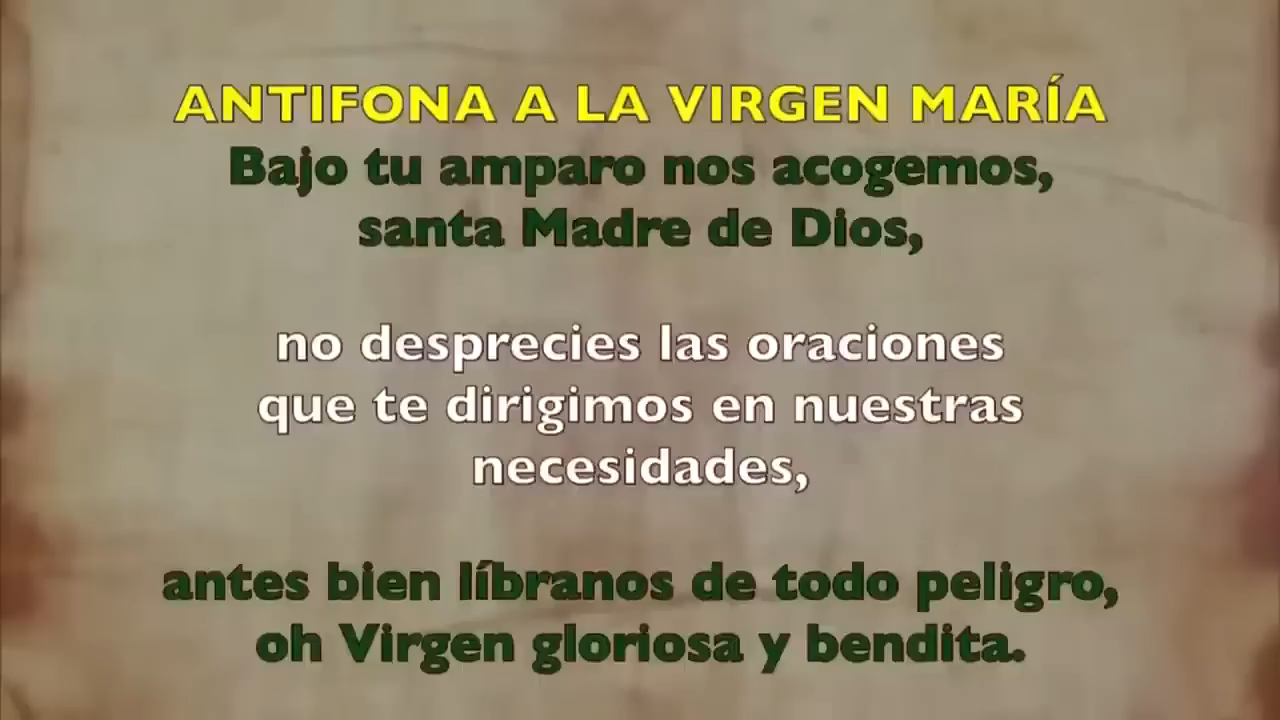 ANTIFONA A LA VIRGEN MARÍA
Bajo tu amparo nos acogemos,
santa Madre de Dios,
no desprecies las oraciones
que te dirigimos en nuestras
necesidades,
antes bien líbranos de todo peligro,
oh Virgen gloriosa y bendita.